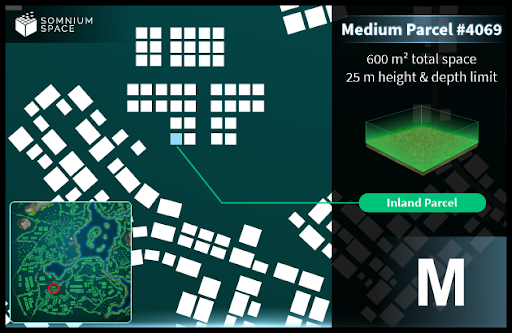 SOMNIUM
SPACE
Medium Parcel #4069
600 m² total space
25 m height & depth limit
Inland Parcel
M